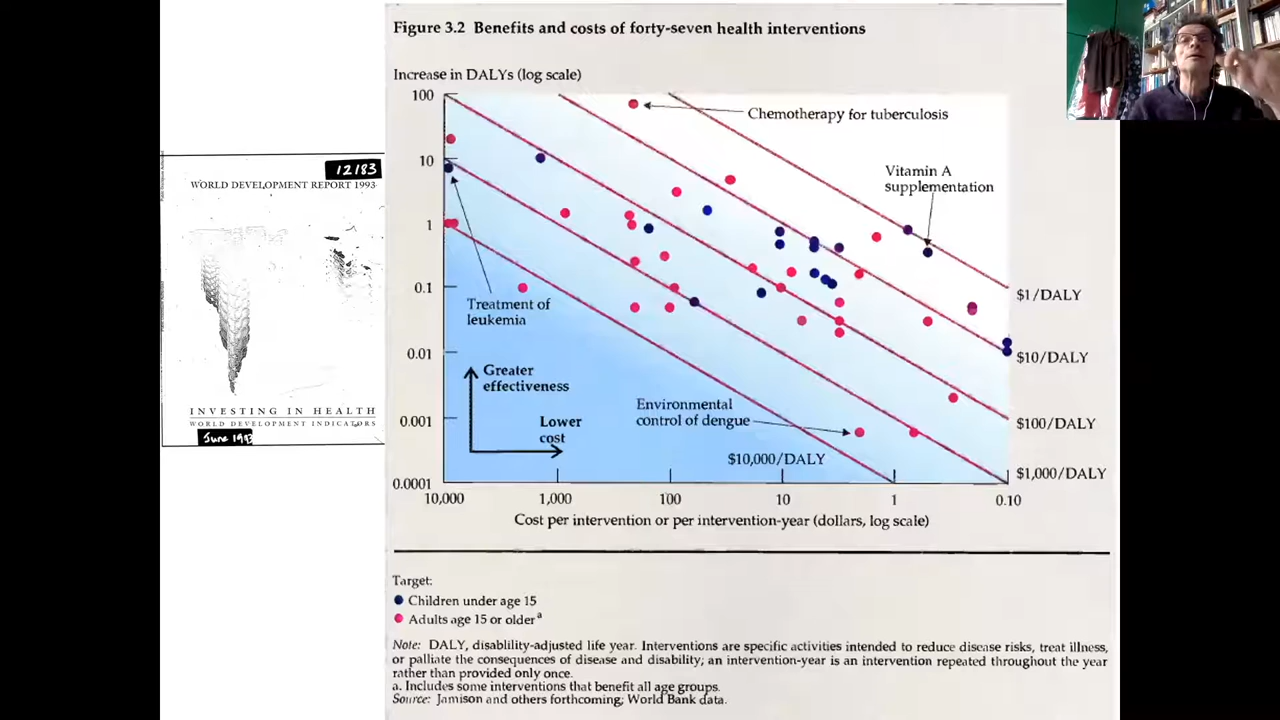 Figure 3.2 Benefits and costs of forty-seven health interventions
Increase in DALYs (log scale)
100
10
1
0.1
0.01
0.001
0.0001
Chemotherapy for tuberculosis
Vitamin A
supplementation
Treatment of
leukemia
Greater
effectiveness
Lower
cost
Environmental
control of dengue
$10,000/DALY
$1/DALY
$10/DALY
$100/DALY
$1,000/DALY
10,000
1,000
100
10
1
0.10
Cost per intervention or per intervention-year (dollars, log scale)
Target:
Children under age 15
Adults age 15 or older a
Note: DALY, disablility-adjusted life year. Interventions are specific activities intended to reduce disease risks, treat illness,
or palliate the consequences of disease and disability; an intervention-year is an intervention repeated throughout the year
rather than provided only once.
a. Includes some interventions that benefit all age groups.
Source: Jamison and others forthcoming; World Bank data.
12183
WORLD DEVELOPMENT REPORT 1993
INVESTING IN HEALTH
WORLD DEVELOPMENT INDICATORS
June 1993